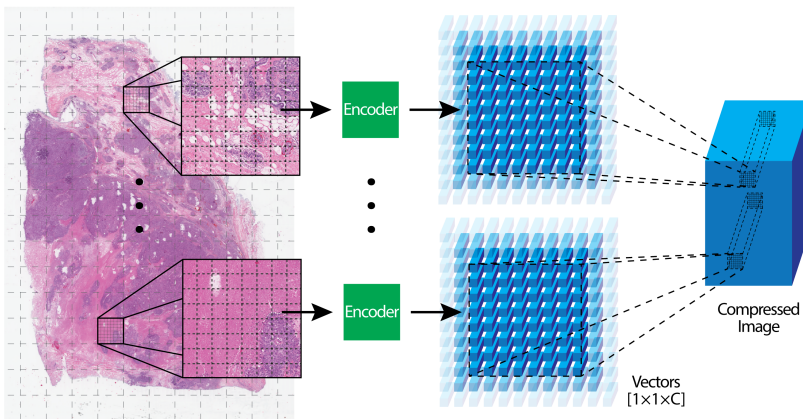 Encoder
Encoder
Compressed
Image
Vectors
[1×1×C]